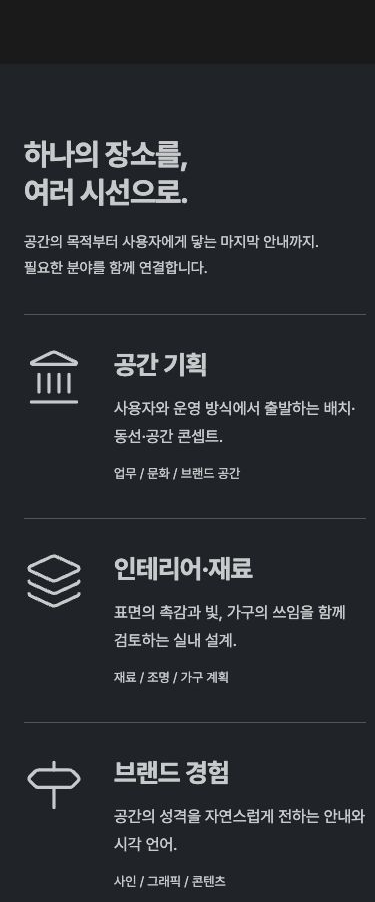 하나의 장소를,
여러 시선으로.
공간의 목적부터 사용자에게 닿는 마지막 안내까지.
필요한 분야를 함께 연결합니다.
공간 기획
사용자와 운영 방식에서 출발하는 배치·
동선·공간 콘셉트.
업무 / 문화 / 브랜드 공간
인테리어·재료
표면의 촉감과 빛, 가구의 쓰임을 함께
검토하는 실내 설계.
재료 / 조명 / 가구 계획
브랜드 경험
공간의 성격을 자연스럽게 전하는 안내와
시각 언어.
사인 / 그래픽 / 콘텐츠